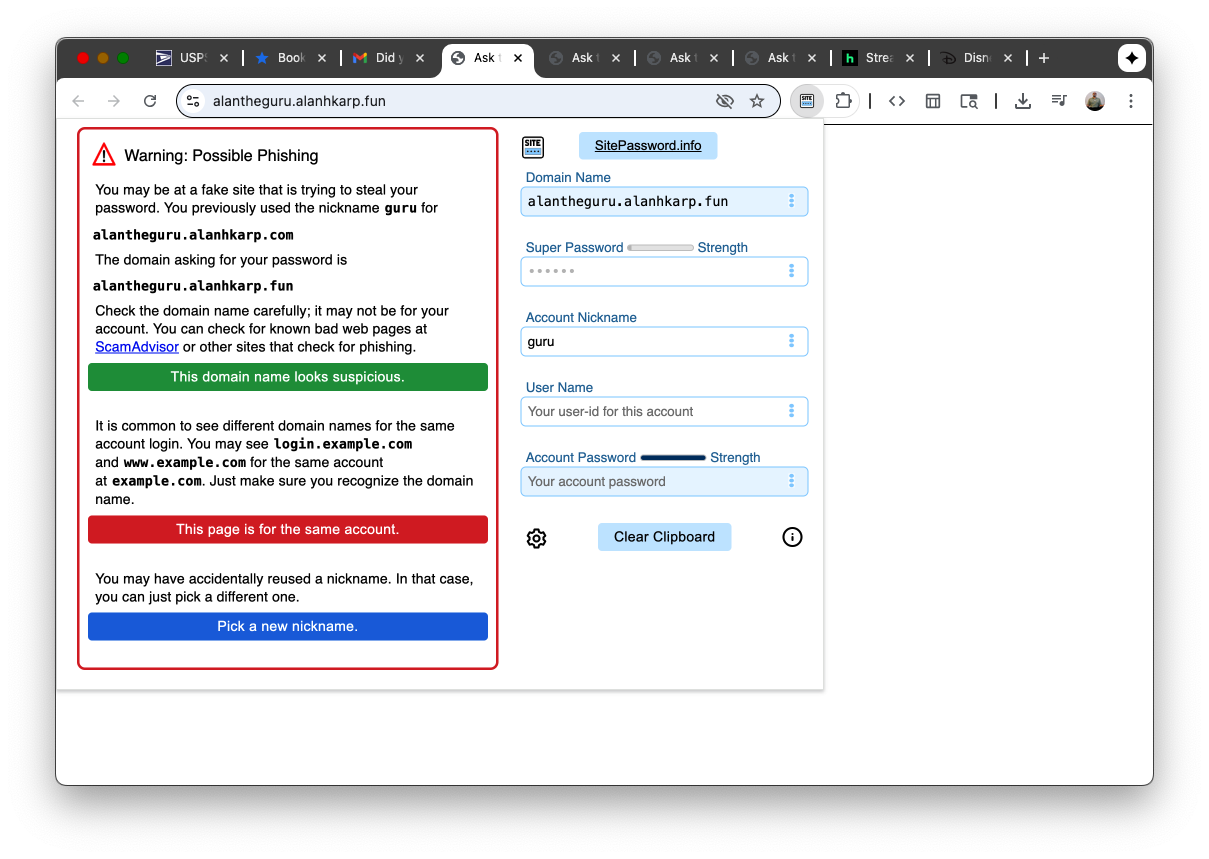 USPS
Book
Did y
Ask t
Ask t
Ask t
Ask t
Strea
Disne
alantheguru.alanhkarp.fun
SITE
Warning: Possible Phishing
You may be at a fake site that is trying to steal your
password. You previously used the nickname guru for
alantheguru.alanhkarp.com
The domain asking for your password is
alantheguru.alanhkarp.fun
Check the domain name carefully; it may not be for your
account. You can check for known bad web pages at
ScamAdvisor or other sites that check for phishing.
This domain name looks suspicious.
It is common to see different domain names for the same
account login. You may see login.example.com
and www.example.com for the same account
at example.com. Just make sure you recognize the domain
name.
This page is for the same account.
You may have accidentally reused a nickname. In that case,
you can just pick a different one.
Pick a new nickname.
SITE
SitePassword.info
Domain Name
alantheguru.alanhkarp.fun
Super Password Strength
Account Nickname
guru
User Name
Your user-id for this account
Account Password Strength
Your account password
Clear Clipboard